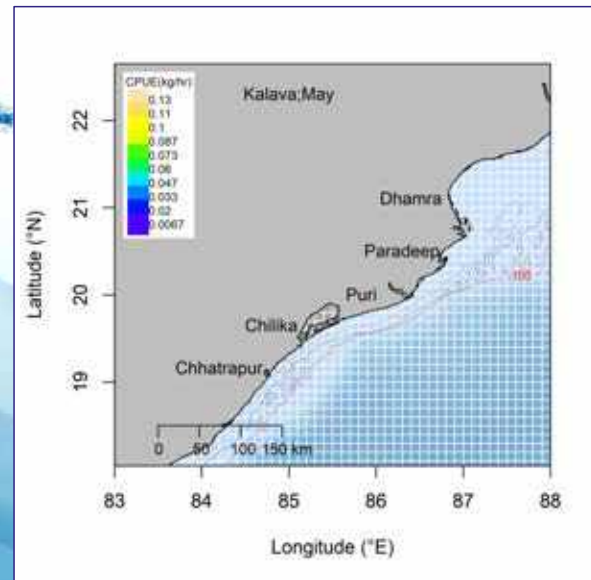 CPUE(kg/hr)
0.13
0.11
0.1
0.087
0.073
0.06
0.047
0.033
0.02
0.0067
Kalava;May
Dhamra
Paradeep
Puri
Chilika
Chhatrapur
100
0 50 100 150 km
22
21
20
19
83 84 85 86 87 88
Latitude (°N)
Longitude (°E)